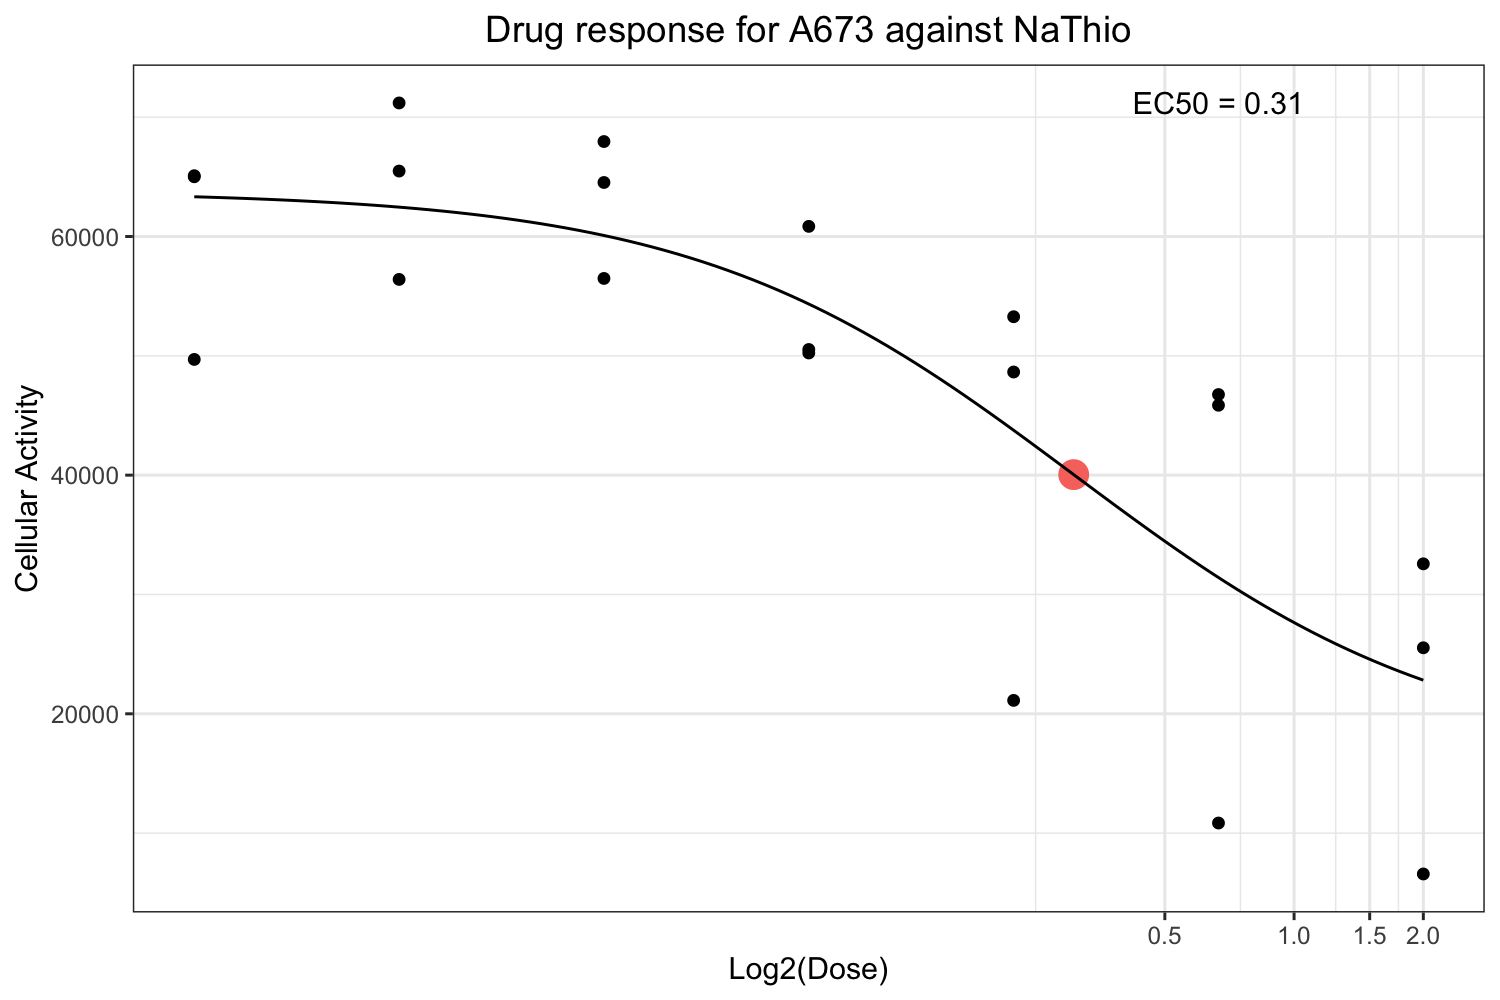 Drug response for A673 against NaThio
EC50 = 0.31
60000
40000
20000
Cellular Activity
0.5 1.0 1.5 2.0
Log2(Dose)